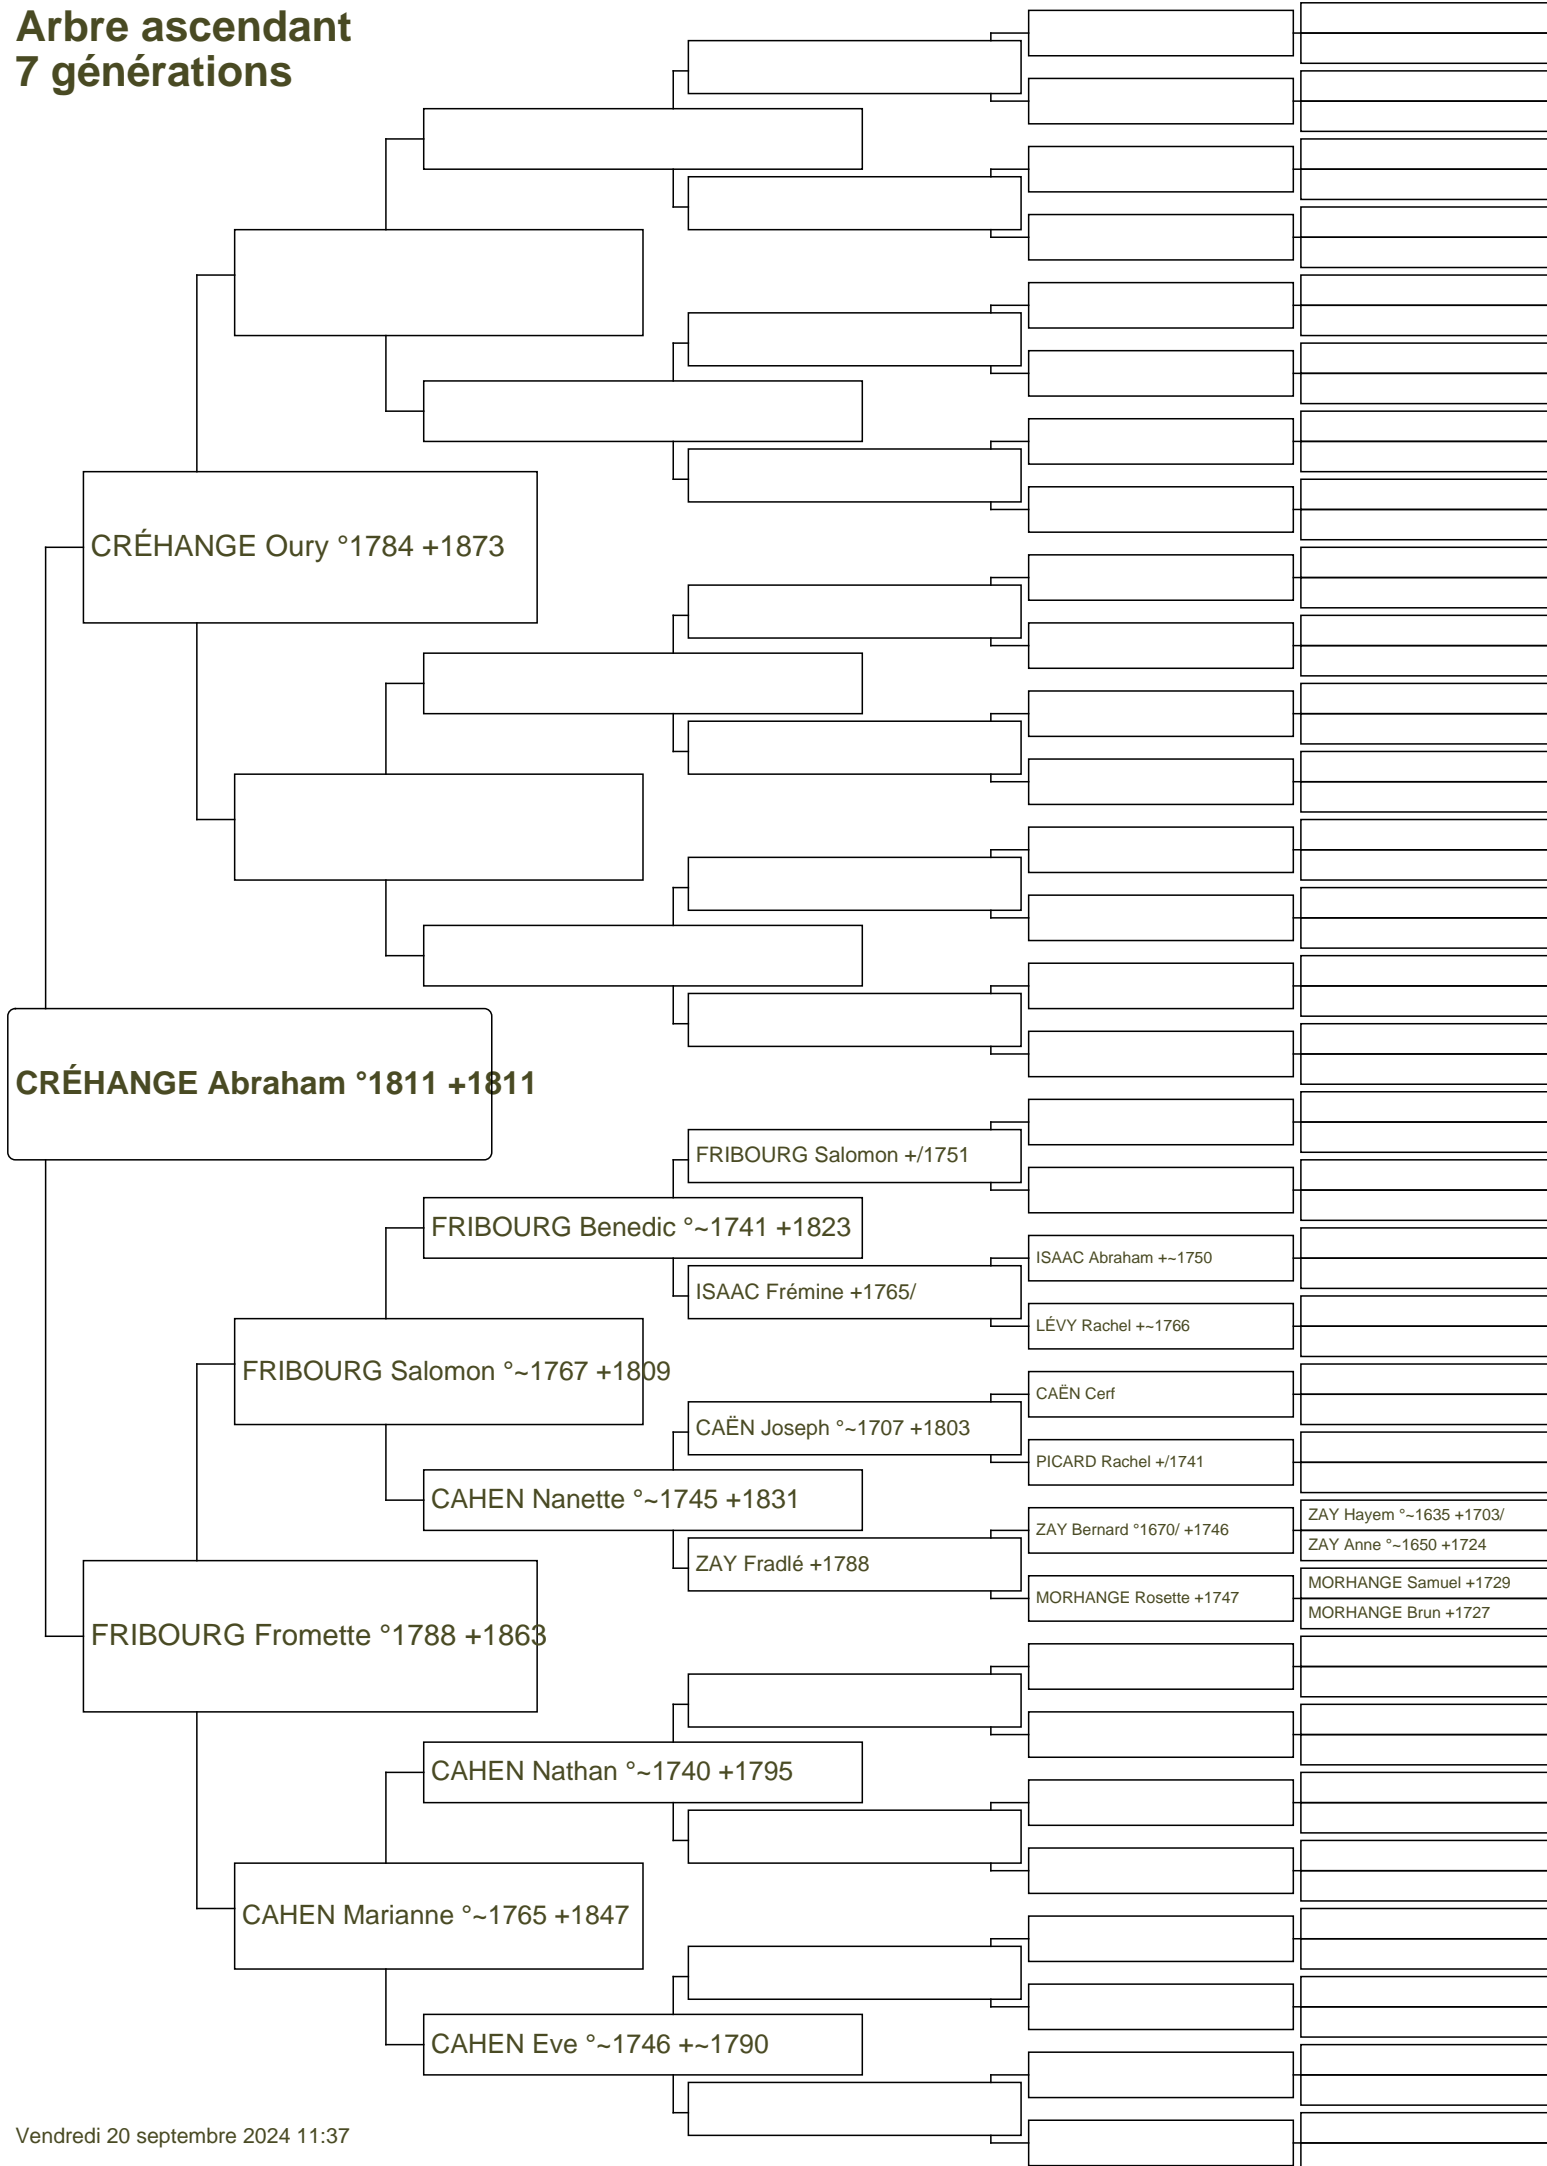 Arbre ascendant
7 générations
CRÉHANGE Oury °1784 +1873
CRÉHANGE Abraham °1811 +1811
FRIBOURG Salomon +/1751
FRIBOURG Benedic °~1741 +1823
ISAAC Abraham +~1750
ISAAC Frémine +1765/
LÉVY Rachel +~1766
FRIBOURG Salomon °~1767 +1809
CAËN Cerf
CAËN Joseph °~1707 +1803
PICARD Rachel +/1741
CAHEN Nanette °~1745 +1831
ZAY Hayem °~1635 +1703/
ZAY Bernard °1670/ +1746
ZAY Anne °~1650 +1724
ZAY Fradlé +1788
MORHANGE Samuel +1729
MORHANGE Rosette +1747
MORHANGE Brun +1727
FRIBOURG Fromette °1788 +1863
CAHEN Nathan °~1740 +1795
CAHEN Marianne °~1765 +1847
CAHEN Eve °~1746 +~1790
Vendredi 20 septembre 2024 11:37